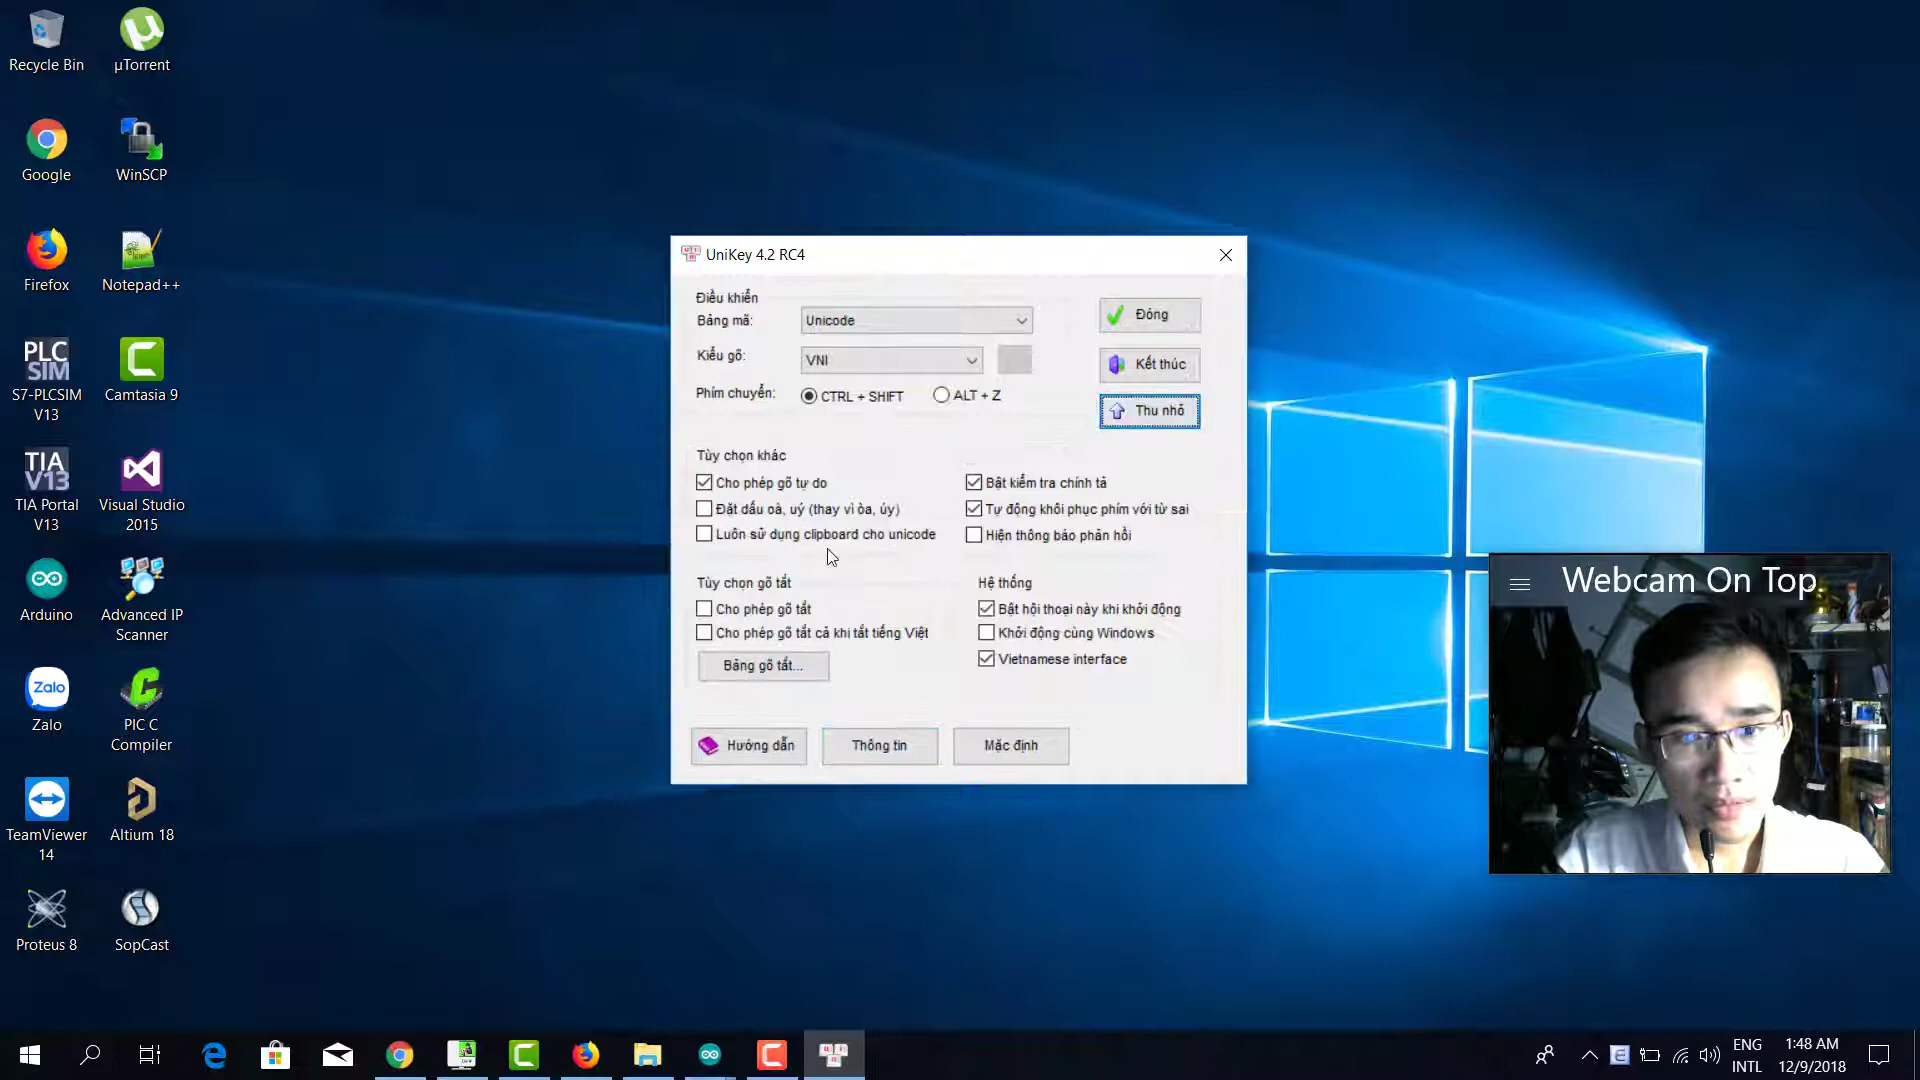 Recycle Bin
µTorrent
Google
WinSCP
Firefox
Notepad++
PLC
SIM
S7-PLCSIM
V13
Camtasia 9
TIA
V13
TIA Portal
V13
Visual Studio
2015
Arduino
Advanced IP
Scanner
Zalo
Zalo
PIC C
Compiler
TeamViewer
14
Altium 18
Proteus 8
SopCast
UniKey 4.2 RC4
Điều khiển
Bảng mã:
Unicode
Đóng
Kiểu gõ:
VNI
Kết thúc
Phím chuyển:
CTRL + SHIFT
ALT + Z
Thu nhỏ
Tùy chọn khác
Cho phép gõ tự do
Bật kiểm tra chính tả
Đặt dấu oà, uý (thay vì òa, úy)
Tự động khôi phục phím với từ sai
Luôn sử dụng clipboard cho unicode
Hiện thông báo phản hồi
Tùy chọn gõ tắt
Hệ thống
Cho phép gõ tắt
Bật hội thoại này khi khởi động
Cho phép gõ tắt cả khi tắt tiếng Việt
Khởi động cùng Windows
Bảng gõ tắt...
Vietnamese interface
Hướng dẫn
Thông tin
Mặc định
Webcam On Top
ENG
INTL
1:48 AM
12/9/2018